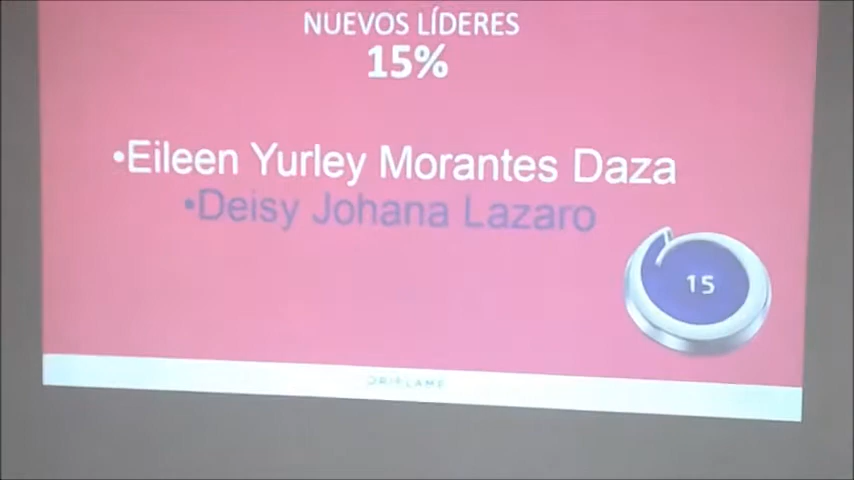 NUEVOS LÍDERES
15%
•Eileen Yurley Morantes Daza
•Deisy Johana Lazaro
15
ORIFLAME